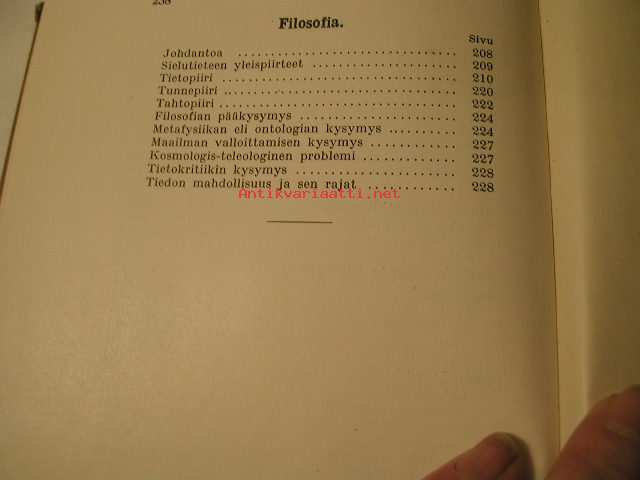 238
Filosofia.
Sivu
Johdantoa ................................ 208
Sielutieteen yleispiirteet .................... 209
Tietopiiri ................................ 210
Tunnepiiri ................................ 220
Tahtopiiri ................................ 222
Filosofian pääkysymys ...................... 224
Metafysiikan eli ontologian kysymys .......... 224
Maailman valloittamisen kysymys ............ 227
Kosmologis-teleologinen problemi ............ 227
Tietokritiikin kysymys ...................... 228
Tiedon mahdollisuus ja sen rajat ............ 228
Antikvariaatti.net